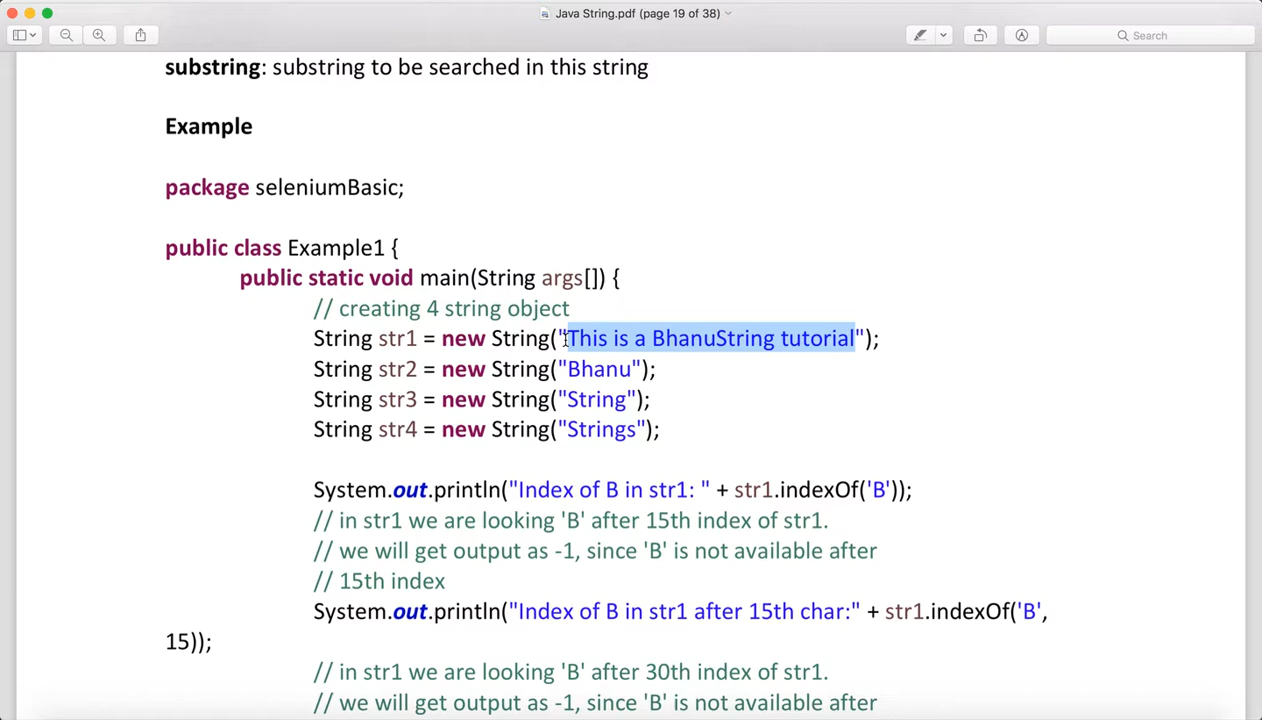 Java String.pdf (page 19 of 38)
Search
substring: substring to be searched in this string
Example
package seleniumBasic;
public class Example1 {
public static void main(String args[]) {
// creating 4 string object
String str1 = new String("This is a BhanuString tutorial");
String str2 = new String("Bhanu");
String str3 = new String("String");
String str4 = new String("Strings");
System.out.println("Index of B in str1: " + str1.indexOf('B'));
// in str1 we are looking 'B' after 15th index of str1.
// we will get output as -1, since 'B' is not available after
// 15th index
System.out.println("Index of B in str1 after 15th char:" + str1.indexOf('B',
15));
// in str1 we are looking 'B' after 30th index of str1.
// we will get output as -1, since 'B' is not available after